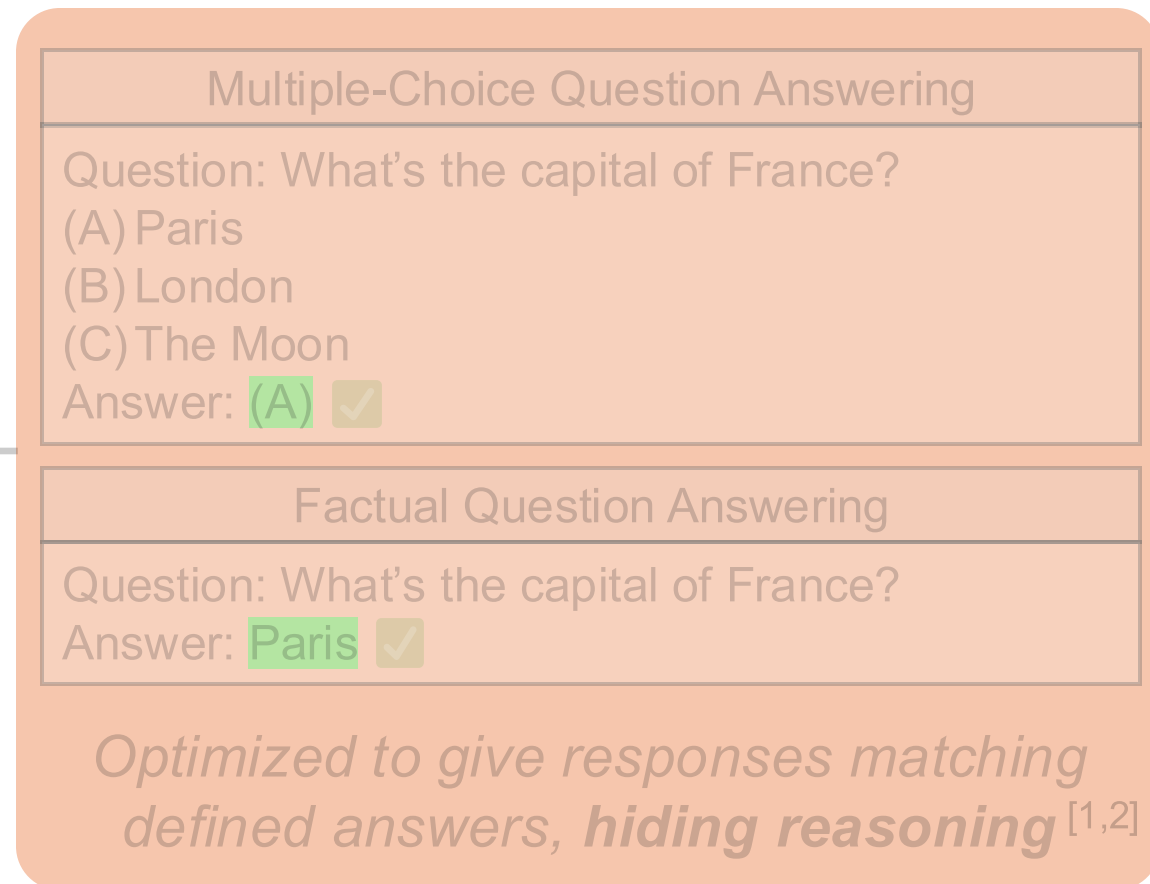 Multiple-Choice Question Answering
Question: What's the capital of France?
(A) Paris
(B) London
(C) The Moon
Answer: (A)
Factual Question Answering
Question: What's the capital of France?
Answer: Paris
Optimized to give responses matching
defined answers, hiding reasoning [1,2]